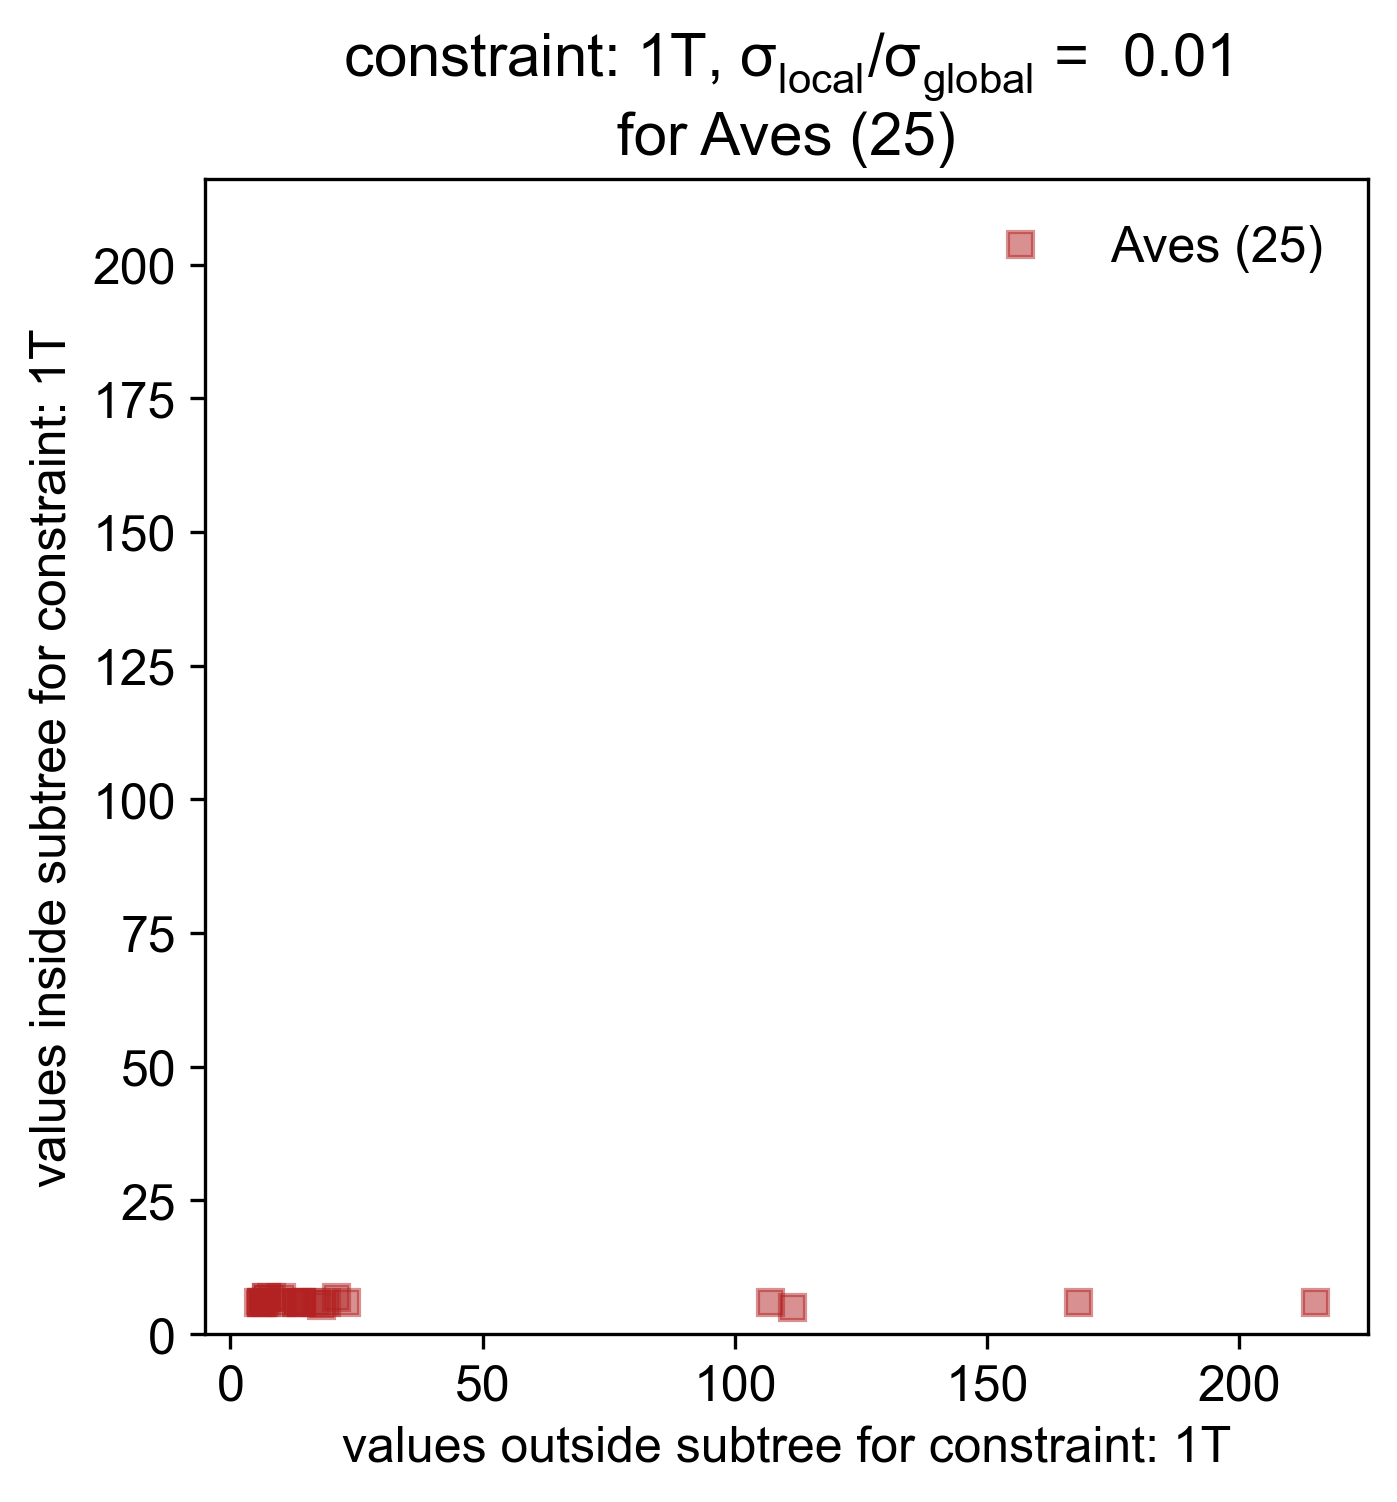 constraint: 1T, σlocal/σglobal = 0.01
for Aves (25)
Aves (25)
200
175
150
125
100
75
50
25
0
values inside subtree for constraint: 1T
0 50 100 150 200
values outside subtree for constraint: 1T